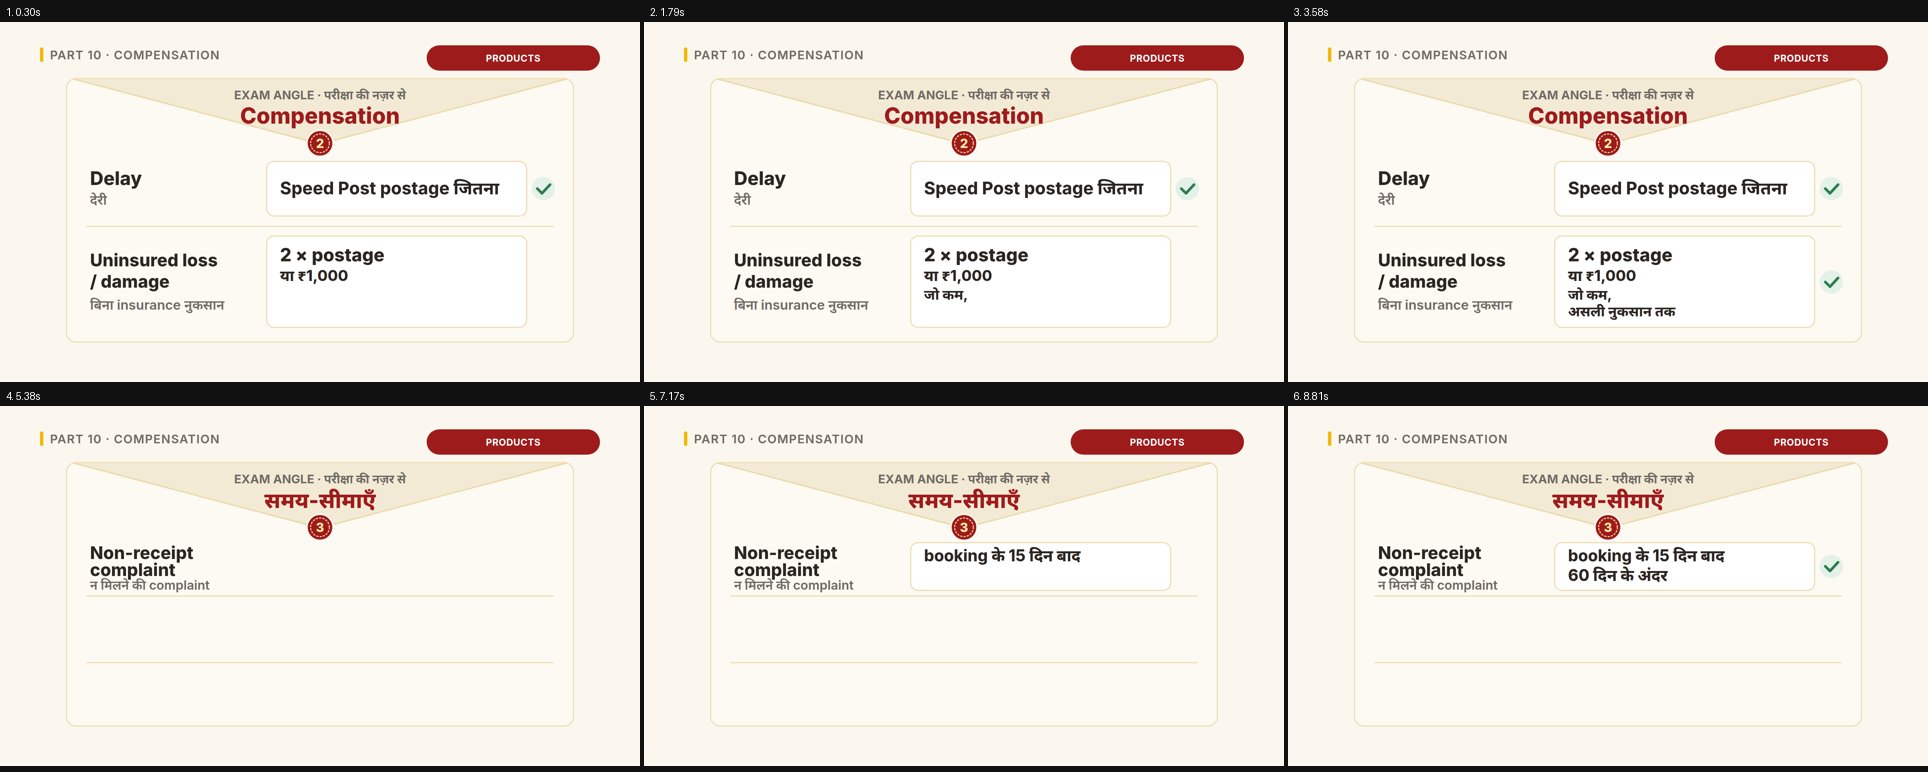 1. 0.30s
PART 10 · COMPENSATION
PRODUCTS
EXAM ANGLE · परीक्षा की नज़र से
Compensation
2
Delay
देरी
Speed Post postage जितना
Uninsured loss
/ damage
बिना insurance नुकसान
2 × postage
या ₹1,000
2. 1.79s
PART 10 · COMPENSATION
PRODUCTS
EXAM ANGLE · परीक्षा की नज़र से
Compensation
2
Delay
देरी
Speed Post postage जितना
Uninsured loss
/ damage
बिना insurance नुकसान
2 × postage
या ₹1,000
जो कम,
3. 3.58s
PART 10 · COMPENSATION
PRODUCTS
EXAM ANGLE · परीक्षा की नज़र से
Compensation
2
Delay
देरी
Speed Post postage जितना
Uninsured loss
/ damage
बिना insurance नुकसान
2 × postage
या ₹1,000
जो कम,
असली नुकसान तक
4. 5.38s
PART 10 · COMPENSATION
PRODUCTS
EXAM ANGLE · परीक्षा की नज़र से
समय-सीमाएँ
3
Non-receipt
complaint
न मिलने की complaint
5. 7.17s
PART 10 · COMPENSATION
PRODUCTS
EXAM ANGLE · परीक्षा की नज़र से
समय-सीमाएँ
3
Non-receipt
complaint
न मिलने की complaint
booking के 15 दिन बाद
6. 8.81s
PART 10 · COMPENSATION
PRODUCTS
EXAM ANGLE · परीक्षा की नज़र से
समय-सीमाएँ
3
Non-receipt
complaint
न मिलने की complaint
booking के 15 दिन बाद
60 दिन के अंदर